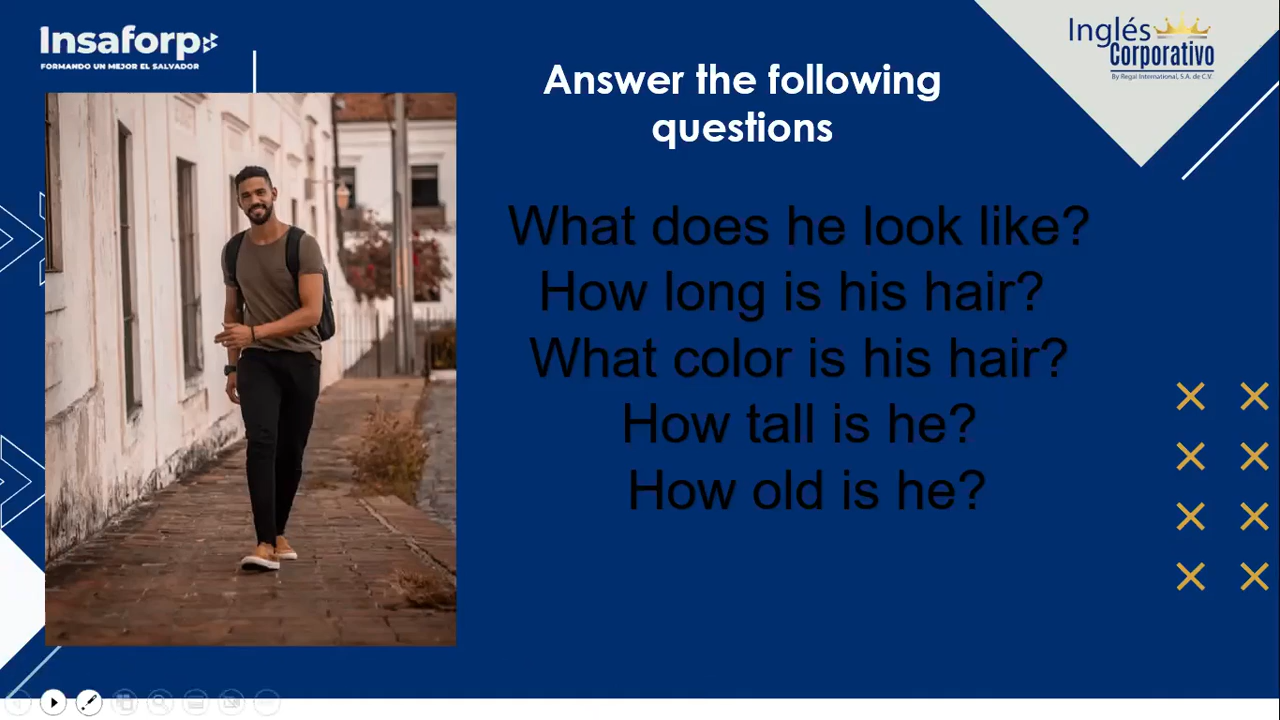 Insaforp
FORMANDO UN MEJOR EL SALVADOR
Inglés
Corporativo
By Regal International, S.A. de C.V.
Answer the following
questions
What does he look like?
How long is his hair?
What color is his hair?
How tall is he?
How old is he?